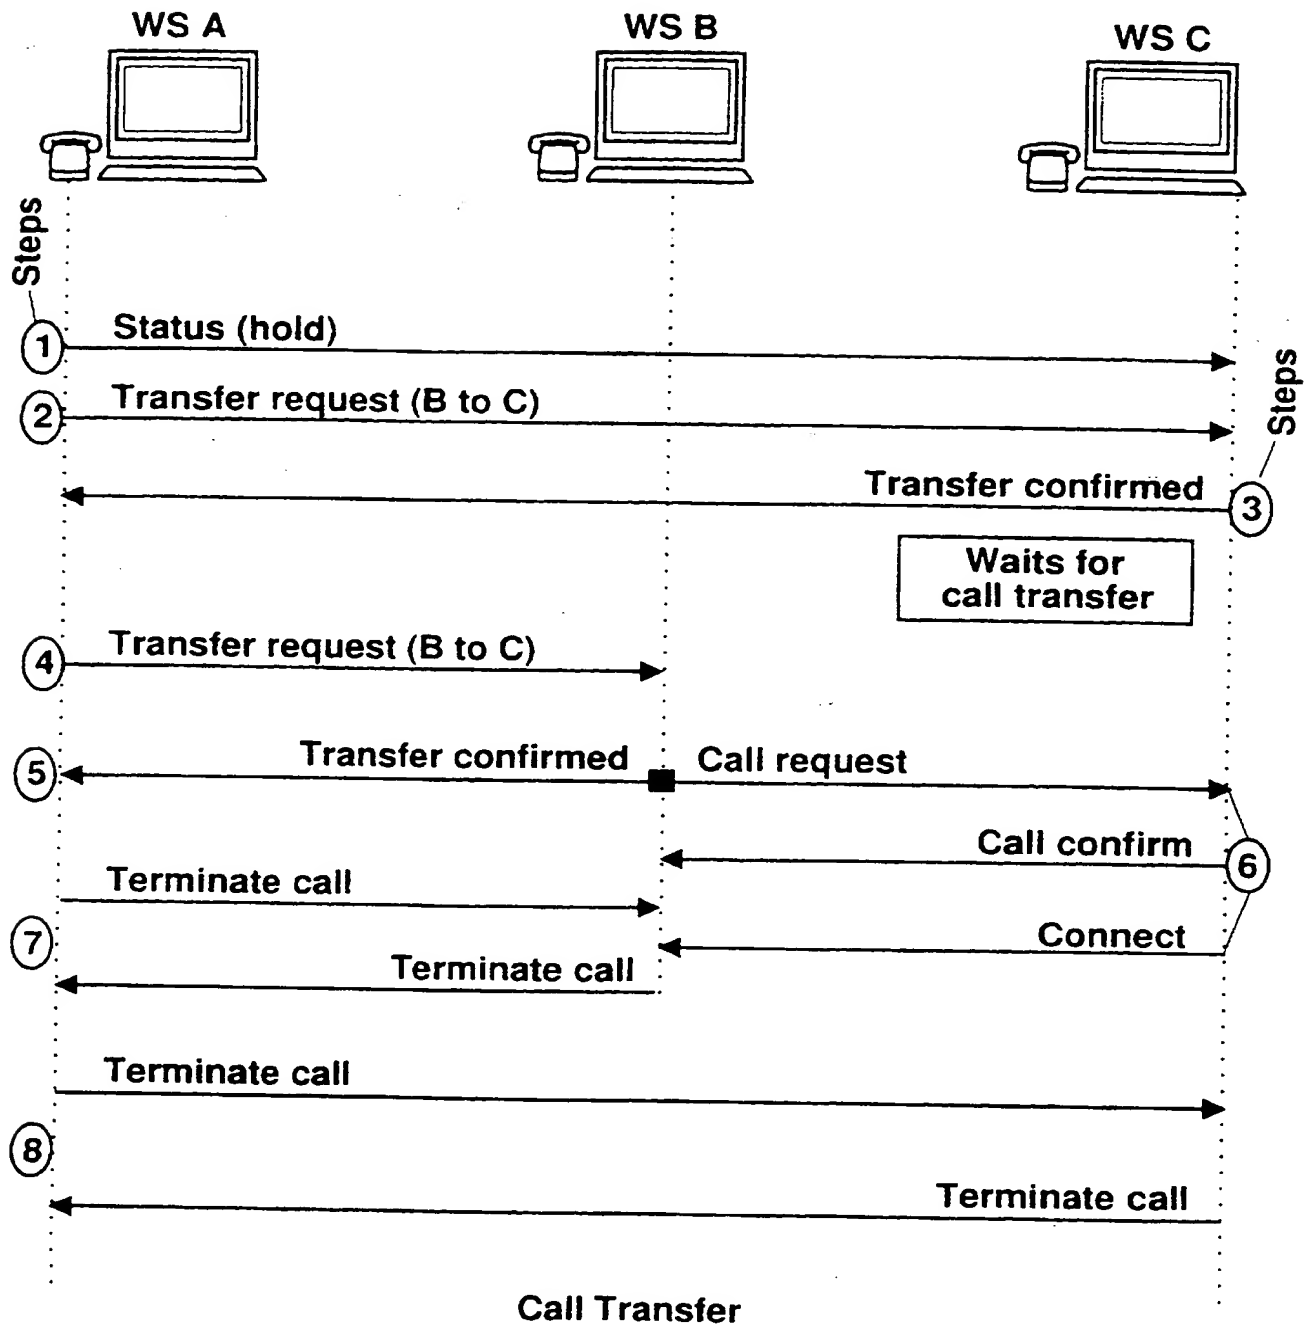 WS A
WS B
WS C
Steps
1
Status (hold)
Steps
2
Transfer request (B to C)
Transfer confirmed
3
Waits for
call transfer
4
Transfer request (B to C)
5
Transfer confirmed
Call request
Call confirm
6
Terminate call
7
Connect
Terminate call
Terminate call
8
Terminate call
Call Transfer